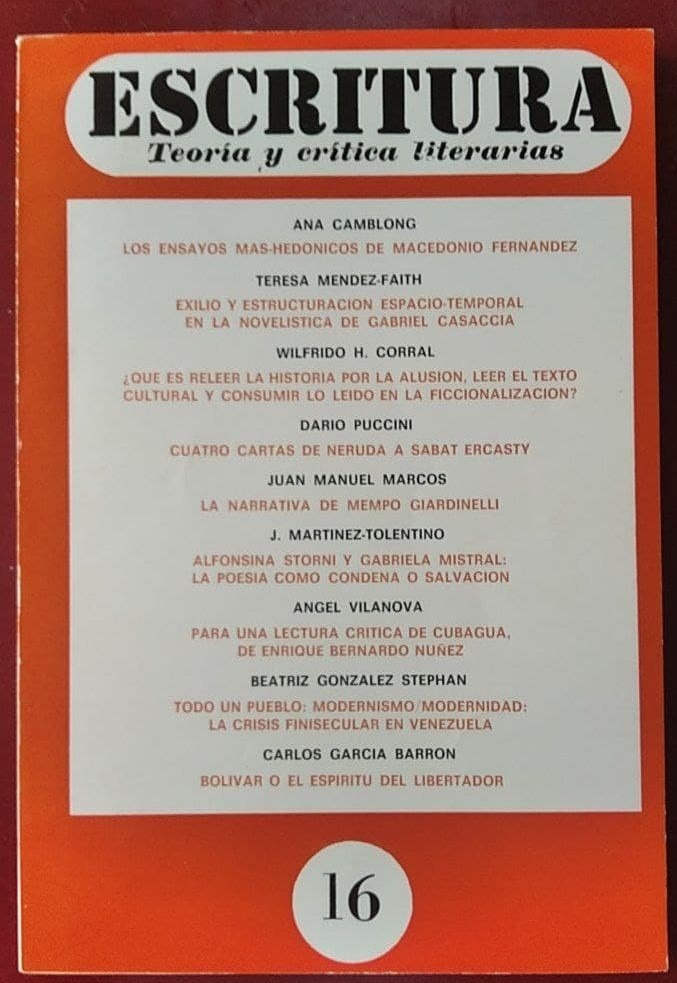 ESCRITURA
Teoría y crítica literarias
ANA CAMBLONG
LOS ENSAYOS MAS-HEDONICOS DE MACEDONIO FERNANDEZ
TERESA MENDEZ-FAITH
EXILIO Y ESTRUCTURACION ESPACIO-TEMPORAL
EN LA NOVELISTICA DE GABRIEL CASACCIA
WILFRIDO H. CORRAL
¿QUE ES RELEER LA HISTORIA POR LA ALUSION, LEER EL TEXTO
CULTURAL Y CONSUMIR LO LEIDO EN LA FICCIONALIZACION?
DARIO PUCCINI
CUATRO CARTAS DE NERUDA A SABAT ERCASTY
JUAN MANUEL MARCOS
LA NARRATIVA DE MEMPO GIARDINELLI
J. MARTINEZ-TOLENTINO
ALFONSINA STORNI Y GABRIELA MISTRAL:
LA POESIA COMO CONDENA O SALVACION
ANGEL VILANOVA
PARA UNA LECTURA CRITICA DE CUBAGUA,
DE ENRIQUE BERNARDO NUÑEZ
BEATRIZ GONZALEZ STEPHAN
TODO UN PUEBLO: MODERNISMO/MODERNIDAD:
LA CRISIS FINISECULAR EN VENEZUELA
CARLOS GARCIA BARRON
BOLIVAR O EL ESPIRITU DEL LIBERTADOR
16